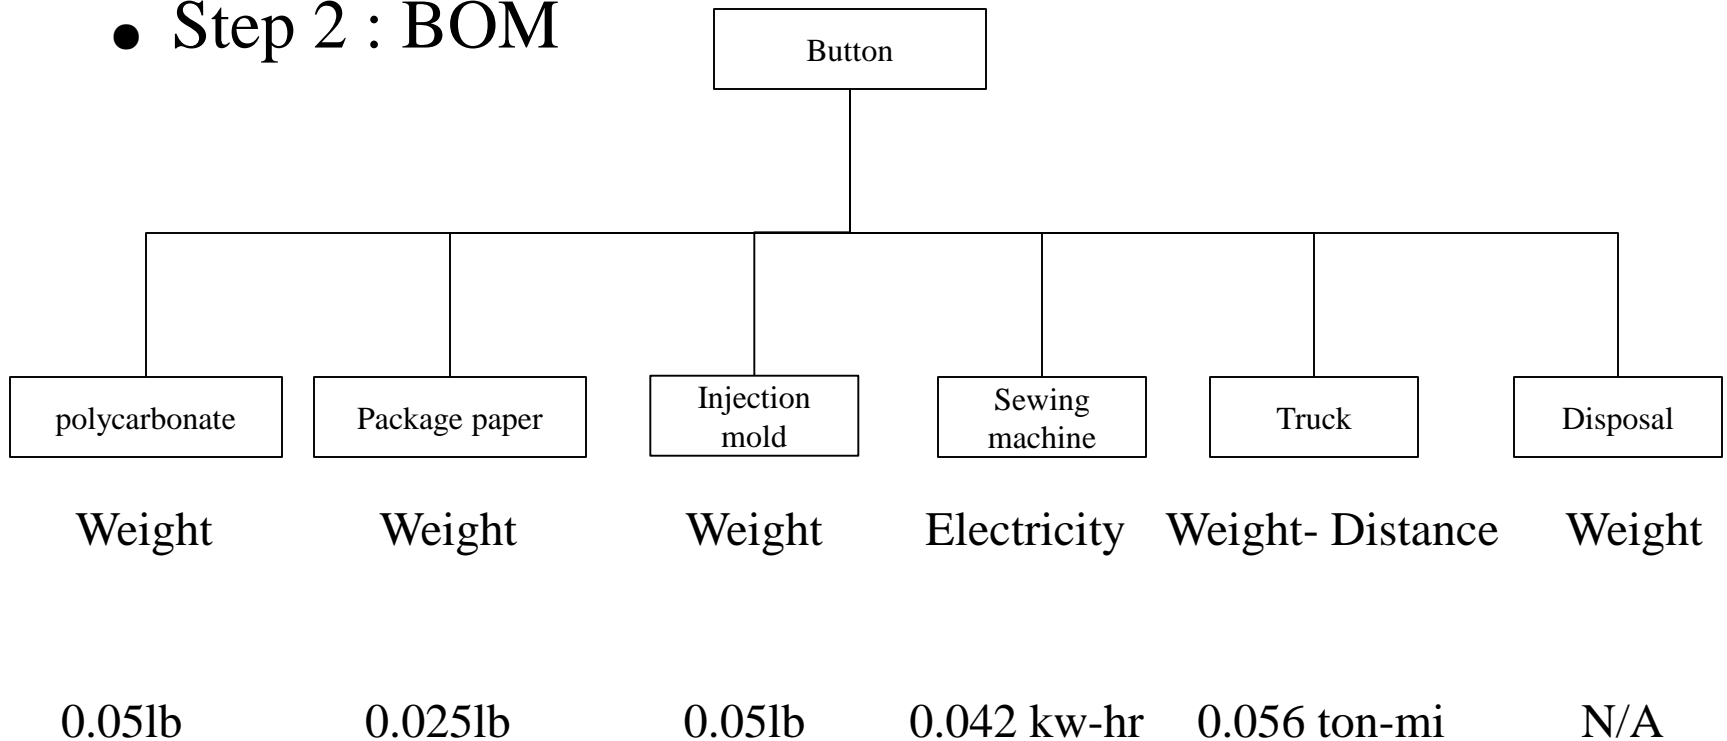 • Step 2 : BOM
Button
polycarbonate
Package paper
Injection
mold
Sewing
machine
Truck
Disposal
Weight
Weight
Weight
Electricity
Weight- Distance
Weight
0.05lb
0.025lb
0.05lb
0.042 kw-hr
0.056 ton-mi
N/A